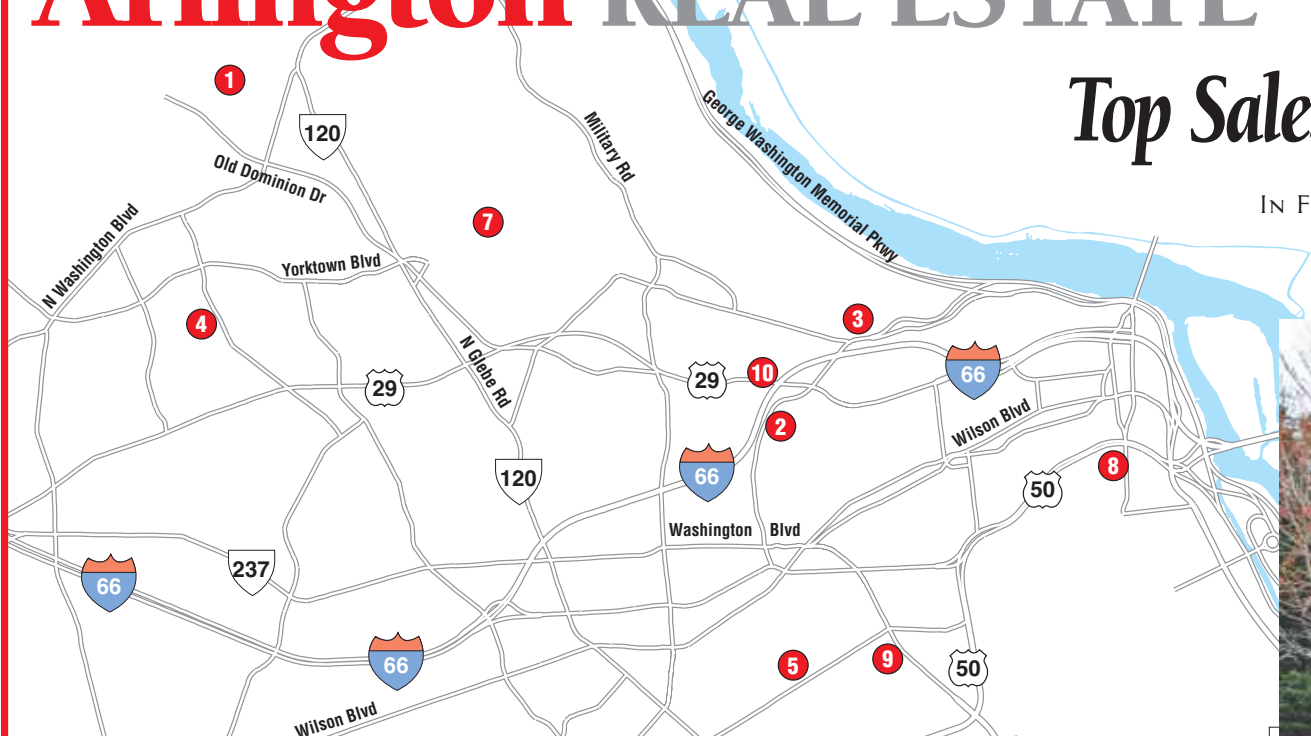 Arlington REAL ESTATE
Top Sale
IN F
1
120
Old Dominion Dr
Military Rd
George Washington Memorial Pkwy
7
N Washington Blvd
Yorktown Blvd
4
3
N Glebe Rd
29
29
10
66
2
Wilson Blvd
66
120
8
50
Washington Blvd
237
66
66
5
9
50
Wilson Blvd